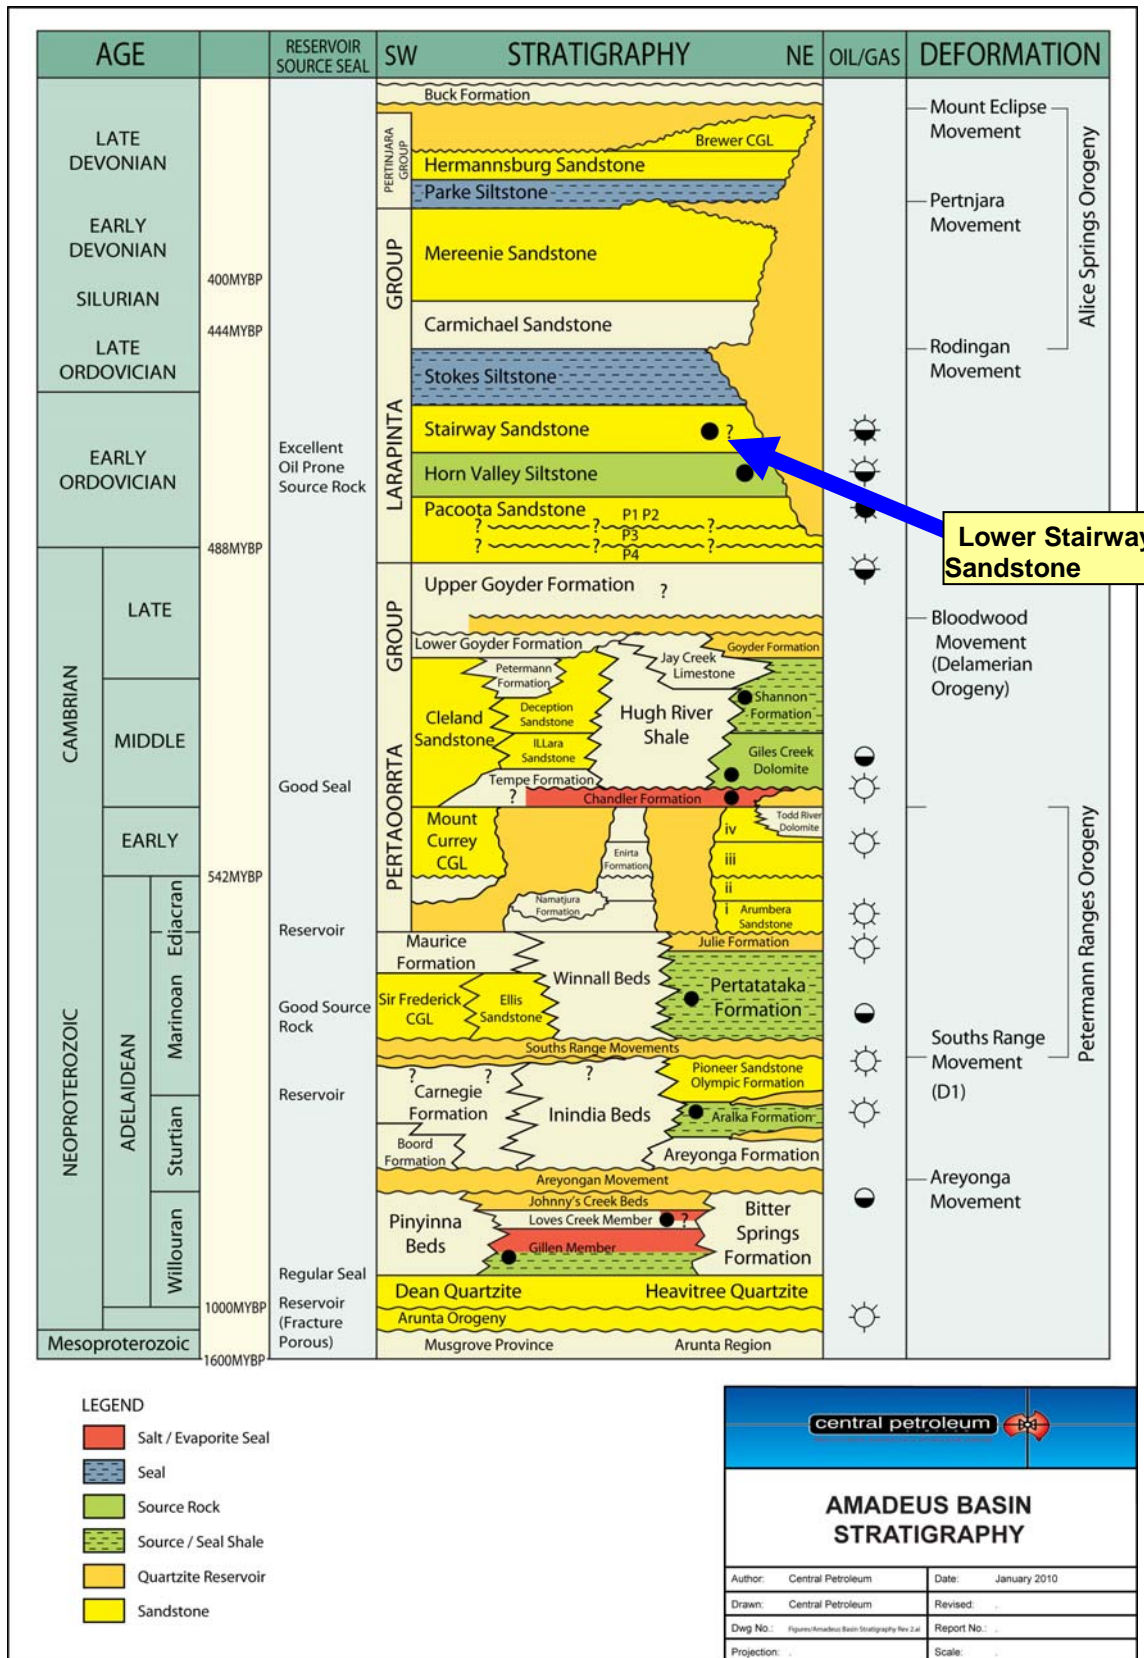 AGE
RESERVOIR
SOURCE SEAL
SW STRATIGRAPHY NE
OIL/GAS
DEFORMATION
LATE
DEVONIAN
EARLY
DEVONIAN
SILURIAN
LATE
ORDOVICIAN
EARLY
ORDOVICIAN
CAMBRIAN
LATE
MIDDLE
EARLY
NEOPROTEROZOIC
ADELAIDEAN
Ediacran
Marinoan
Sturtian
Willouran
Mesoproterozoic
400MYBP
444MYBP
488MYBP
542MYBP
1000MYBP
1600MYBP
Excellent
Oil Prone
Source Rock
Good Seal
Reservoir
Good Source
Rock
Reservoir
Regular Seal
Reservoir
(Fracture
Porous)
PERTINJARA
GROUP
LARAPINTA GROUP
PERTAOORRTA GROUP
Buck Formation
Brewer CGL
Hermannsburg Sandstone
Parke Siltstone
Mereenie Sandstone
Carmichael Sandstone
Stokes Siltstone
Stairway Sandstone ?
Horn Valley Siltstone
Pacoota Sandstone P1 P2
? ? ?
P3
? ? ?
P4
Upper Goyder Formation ?
Lower Goyder Formation
Goyder Formation
Petermann
Formation
Jay Creek
Limestone
Cleland
Sandstone
Deception
Sandstone
ILLara
Sandstone
Hugh River
Shale
Shannon
Formation
Giles Creek
Dolomite
Tempe Formation
?
Chandler Formation
Mount
Currey
CGL
Enirta
Formation
Todd River
Dolomite
iv
iii
ii
i Arumbera
Sandstone
Namatjura
Formation
Maurice
Formation
Winnall Beds
Julie Formation
Sir Frederick
CGL
Ellis
Sandstone
Pertatataka
Formation
Souths Range Movements
? ? ?
Carnegie
Formation
Inindia Beds
Pioneer Sandstone
Olympic Formation
Aralka Formation
Boord
Formation
Areyonga Formation
Areyongan Movement
Pinyinna
Beds
Johnny's Creek Beds
Loves Creek Member ?
Gillen Member
Bitter
Springs
Formation
Dean Quartzite Heavitree Quartzite
Arunta Orogeny
Musgrove Province Arunta Region
Mount Eclipse
Movement
Pertnjara
Movement
Rodingan
Movement
Alice Springs Orogeny
Lower Stairway
Sandstone
Bloodwood
Movement
(Delamerian
Orogeny)
Petermann Ranges Orogeny
Souths Range
Movement
(D1)
Areyonga
Movement
LEGEND
Salt / Evaporite Seal
Seal
Source Rock
Source / Seal Shale
Quartzite Reservoir
Sandstone
central petroleum
AMADEUS BASIN
STRATIGRAPHY
Author: Central Petroleum Date: January 2010
Drawn: Central Petroleum Revised: .
Dwg No.: Figures/Amadeus Basin Stratigraphy Rev 2.ai Report No.: .
Projection: . Scale: .